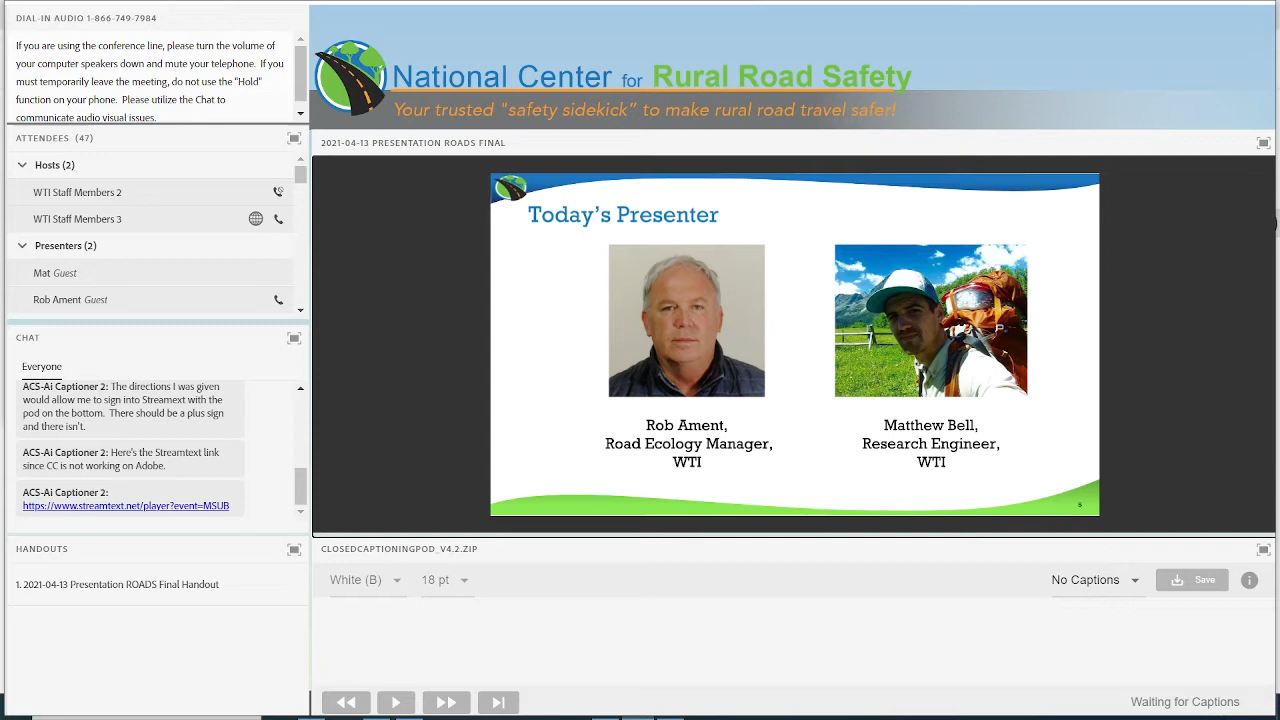 DIAL-IN AUDIO 1-866-749-7984
If you are using the conference line, please turn the volume of
your computer speakers down and mute your telephone. If you
must temporarily leave the meeting, do not use the "Hold"
function on your phone. Please utilize the Chat to
communicate audio visual issues.
ATTENDEES (47)
Hosts (2)
WTI Staff Members 2
WTI Staff Members 3
Presenters (2)
Mat Guest
Rob Ament Guest
CHAT
Everyone
ACS-Ai Captioner 2: The directions I was given
would allow me to sign into Streamext with the
pod on the bottom. There should be a plus sign
and there isn't.
ACS-Ai Captioner 2: Here's the Streamtext link
since CC is not working on Adobe.
ACS-Ai Captioner 2:
https://www.streamtext.net/player?event=MSUB
HANDOUTS
1. 2021-04-13 Presentation ROADS Final Handout
National Center for Rural Road Safety
Your trusted "safety sidekick" to make rural road travel safer!
2021-04-13 PRESENTATION ROADS FINAL
Today's Presenter
Rob Ament,
Road Ecology Manager,
WTI
Matthew Bell,
Research Engineer,
WTI
5
CLOSEDCAPTIONINGPOD_V4.2.ZIP
White (B)
18 pt
No Captions
Save
Waiting for Captions